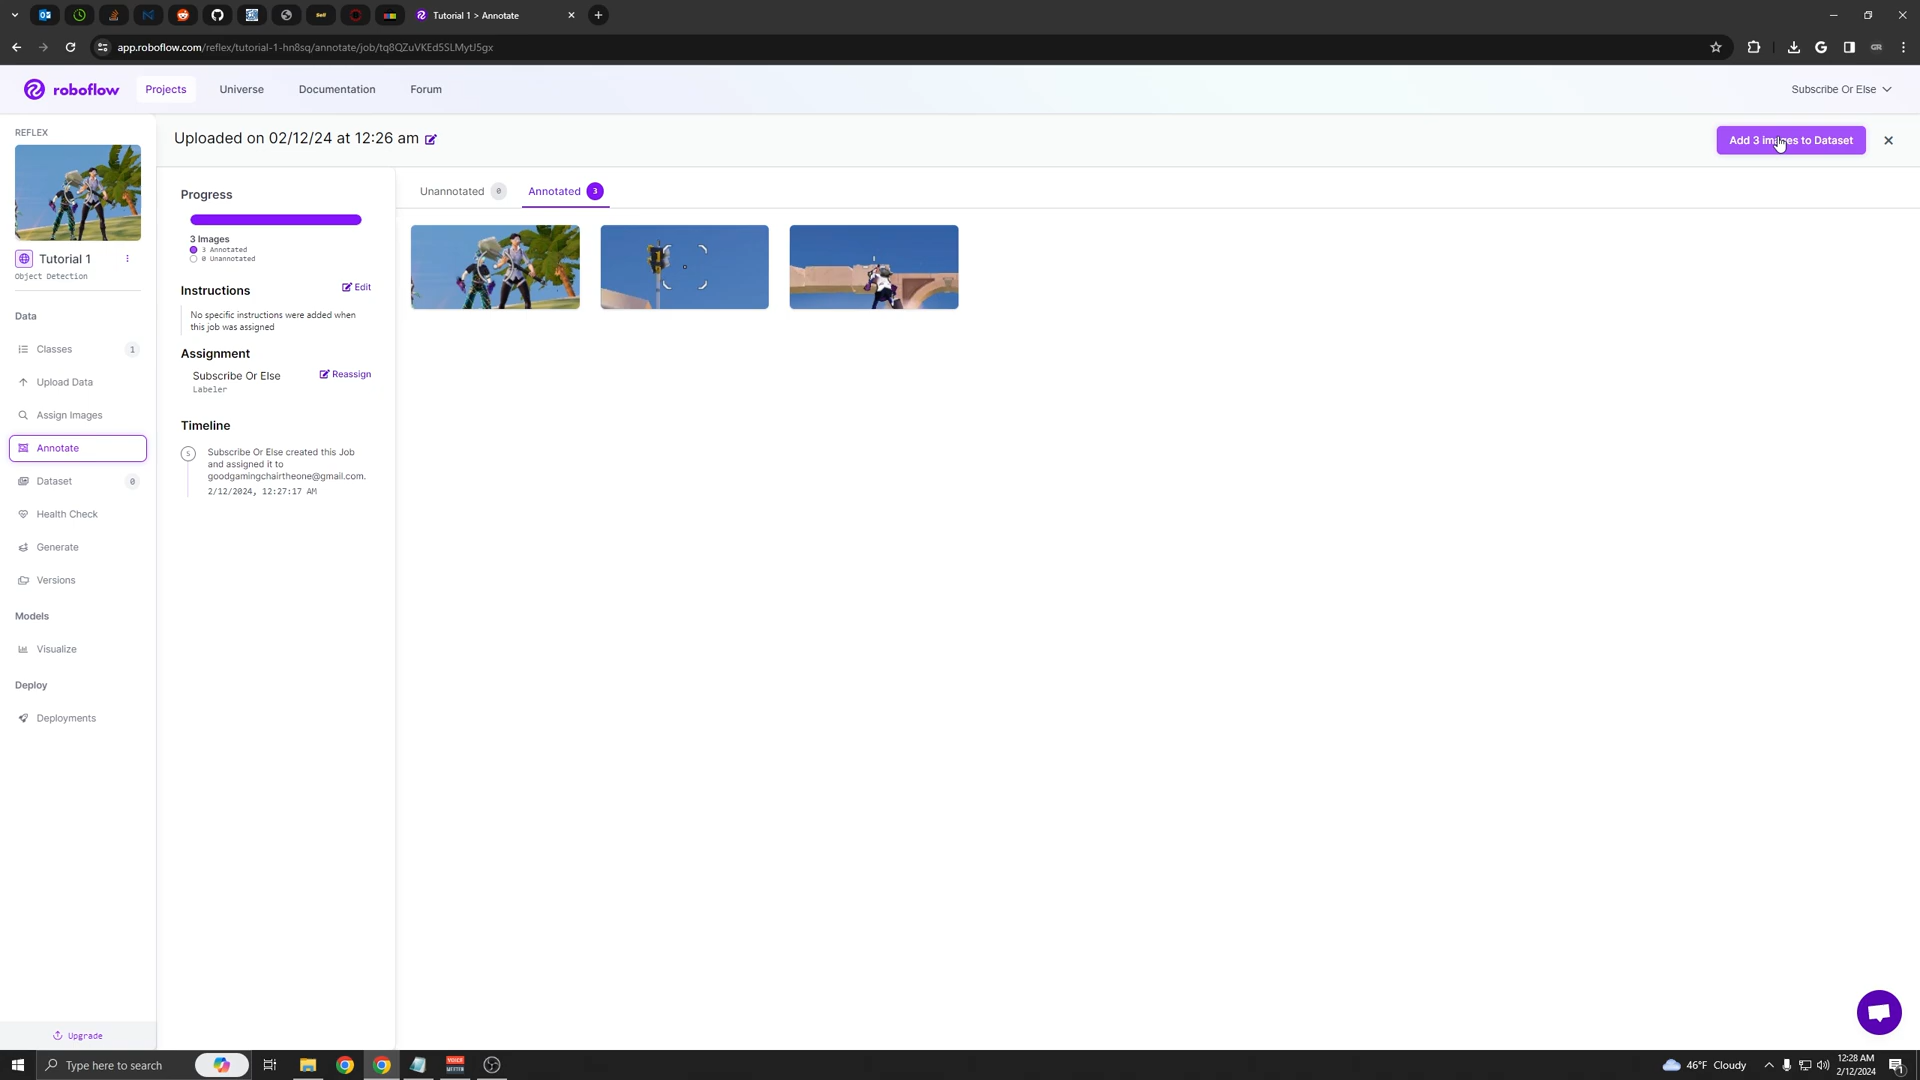 Tutorial 1 > Annotate
app.roboflow.com/reflex/tutorial-1-hn8sq/annotate/job/tq8QZuVKEd5SLMytJ5gx
roboflow
Projects
Universe
Documentation
Forum
Subscribe Or Else
REFLEX
Uploaded on 02/12/24 at 12:26 am
Add 3 images to Dataset
Tutorial 1
Object Detection
Data
Classes 1
Upload Data
Assign Images
Annotate
Dataset 0
Health Check
Generate
Versions
Models
Visualize
Deploy
Deployments
Upgrade
Progress
3 Images
3 Annotated
0 Unannotated
Instructions
Edit
No specific instructions were added when
this job was assigned
Assignment
Subscribe Or Else
Reassign
Labeler
Timeline
S
Subscribe Or Else created this Job
and assigned it to
goodgamingchairtheone@gmail.com.
2/12/2024, 12:27:17 AM
Unannotated 0
Annotated 3
Type here to search
46°F Cloudy
12:28 AM
2/12/2024